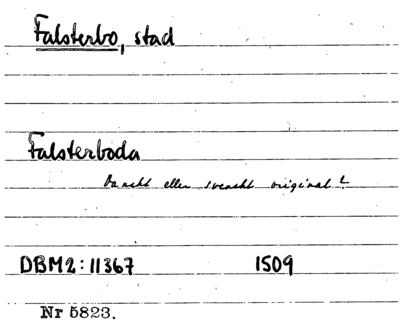 Falsterbo, stad
Falsterboda
Danskt eller svenskt original?
DBM2:11367 1509
Nr 5823.